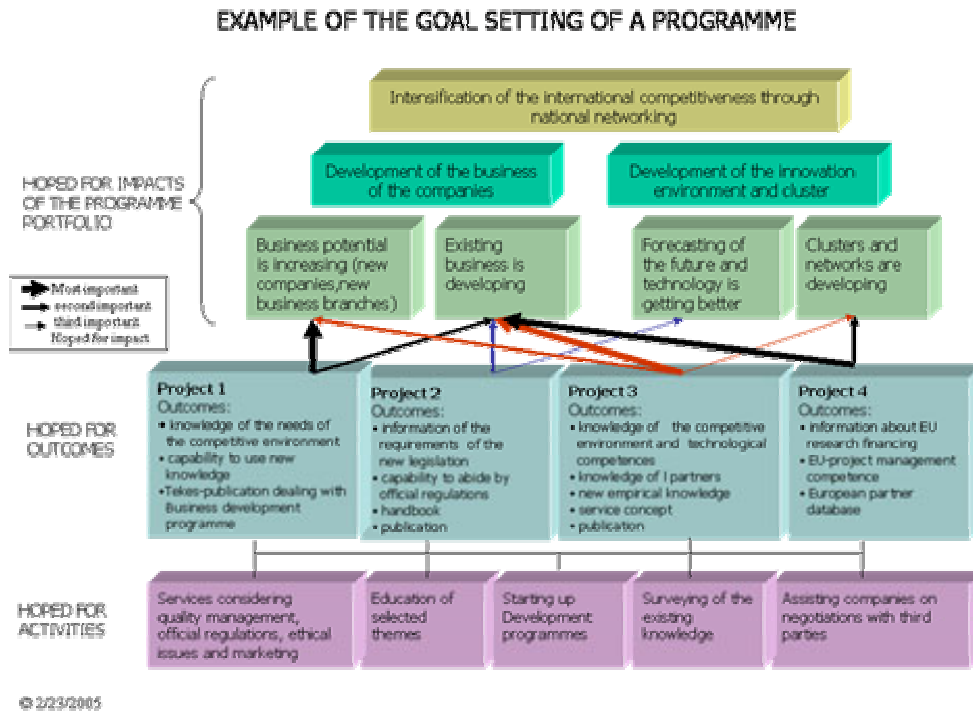 EXAMPLE OF THE GOAL SETTING OF A PROGRAMME
Intensification of the international competitiveness through
national networking
Development of the business
of the companies
Development of the innovation
environment and cluster
HOPED FOR IMPACTS
OF THE PROGRAMME
PORTFOLIO
Business potential
is increasing (new
companies,new
business branches)
Existing
business is
developing
Forecasting of
the future and
technology is
getting better
Clusters and
networks are
developing
Most important
second important
third important
Hoped for impact
HOPED FOR
OUTCOMES
Project 1
Outcomes:
• knowledge of the needs of
the competitive environment
• capability to use new
knowledge
•Tekes-publication dealing with
Business development
programme
Project 2
Outcomes:
• information of the
requirements of the
new legislation
• capability to abide by
official regulations
• handbook
• publication
Project 3
Outcomes:
• knowledge of the competitive
environment and technological
competences
• knowledge of I partners
• new empirical knowledge
• service concept
• publication
Project 4
Outcomes:
• information about EU
research financing
• EU-project management
competence
• European partner
database
HOPED FOR
ACTIVITIES
Services considering
quality management,
official regulations, ethical
issues and marketing
Education of
selected
themes
Starting up
Development
programmes
Surveying of the
existing
knowledge
Assisting companies on
negotiations with third
parties
© 2/23/2005